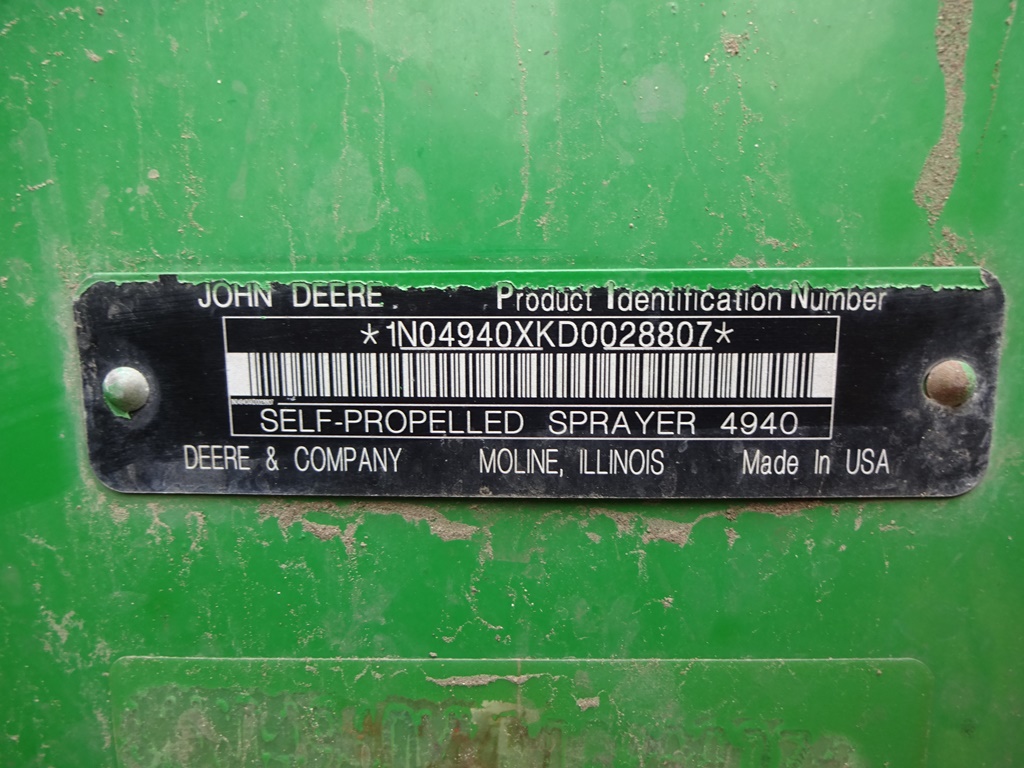 JOHN DEERE Product Identification Number
*1N04940XKD0028807*
SELF-PROPELLED SPRAYER 4940
DEERE & COMPANY MOLINE, ILLINOIS Made In USA